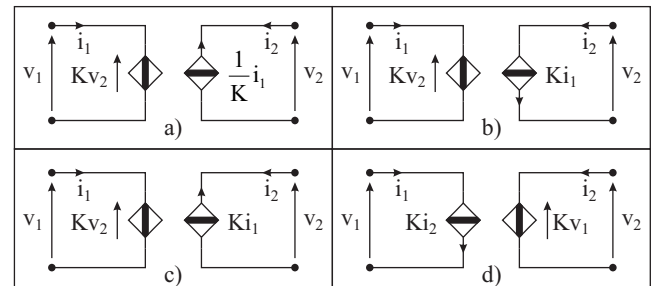 i₁ i₂
v₁ Kv₂ 1/K i₁ v₂
a)
i₁ i₂
v₁ Kv₂ Ki₁ v₂
b)
i₁ i₂
v₁ Kv₂ Ki₁ v₂
c)
i₁ i₂
v₁ Ki₂ Kv₁ v₂
d)